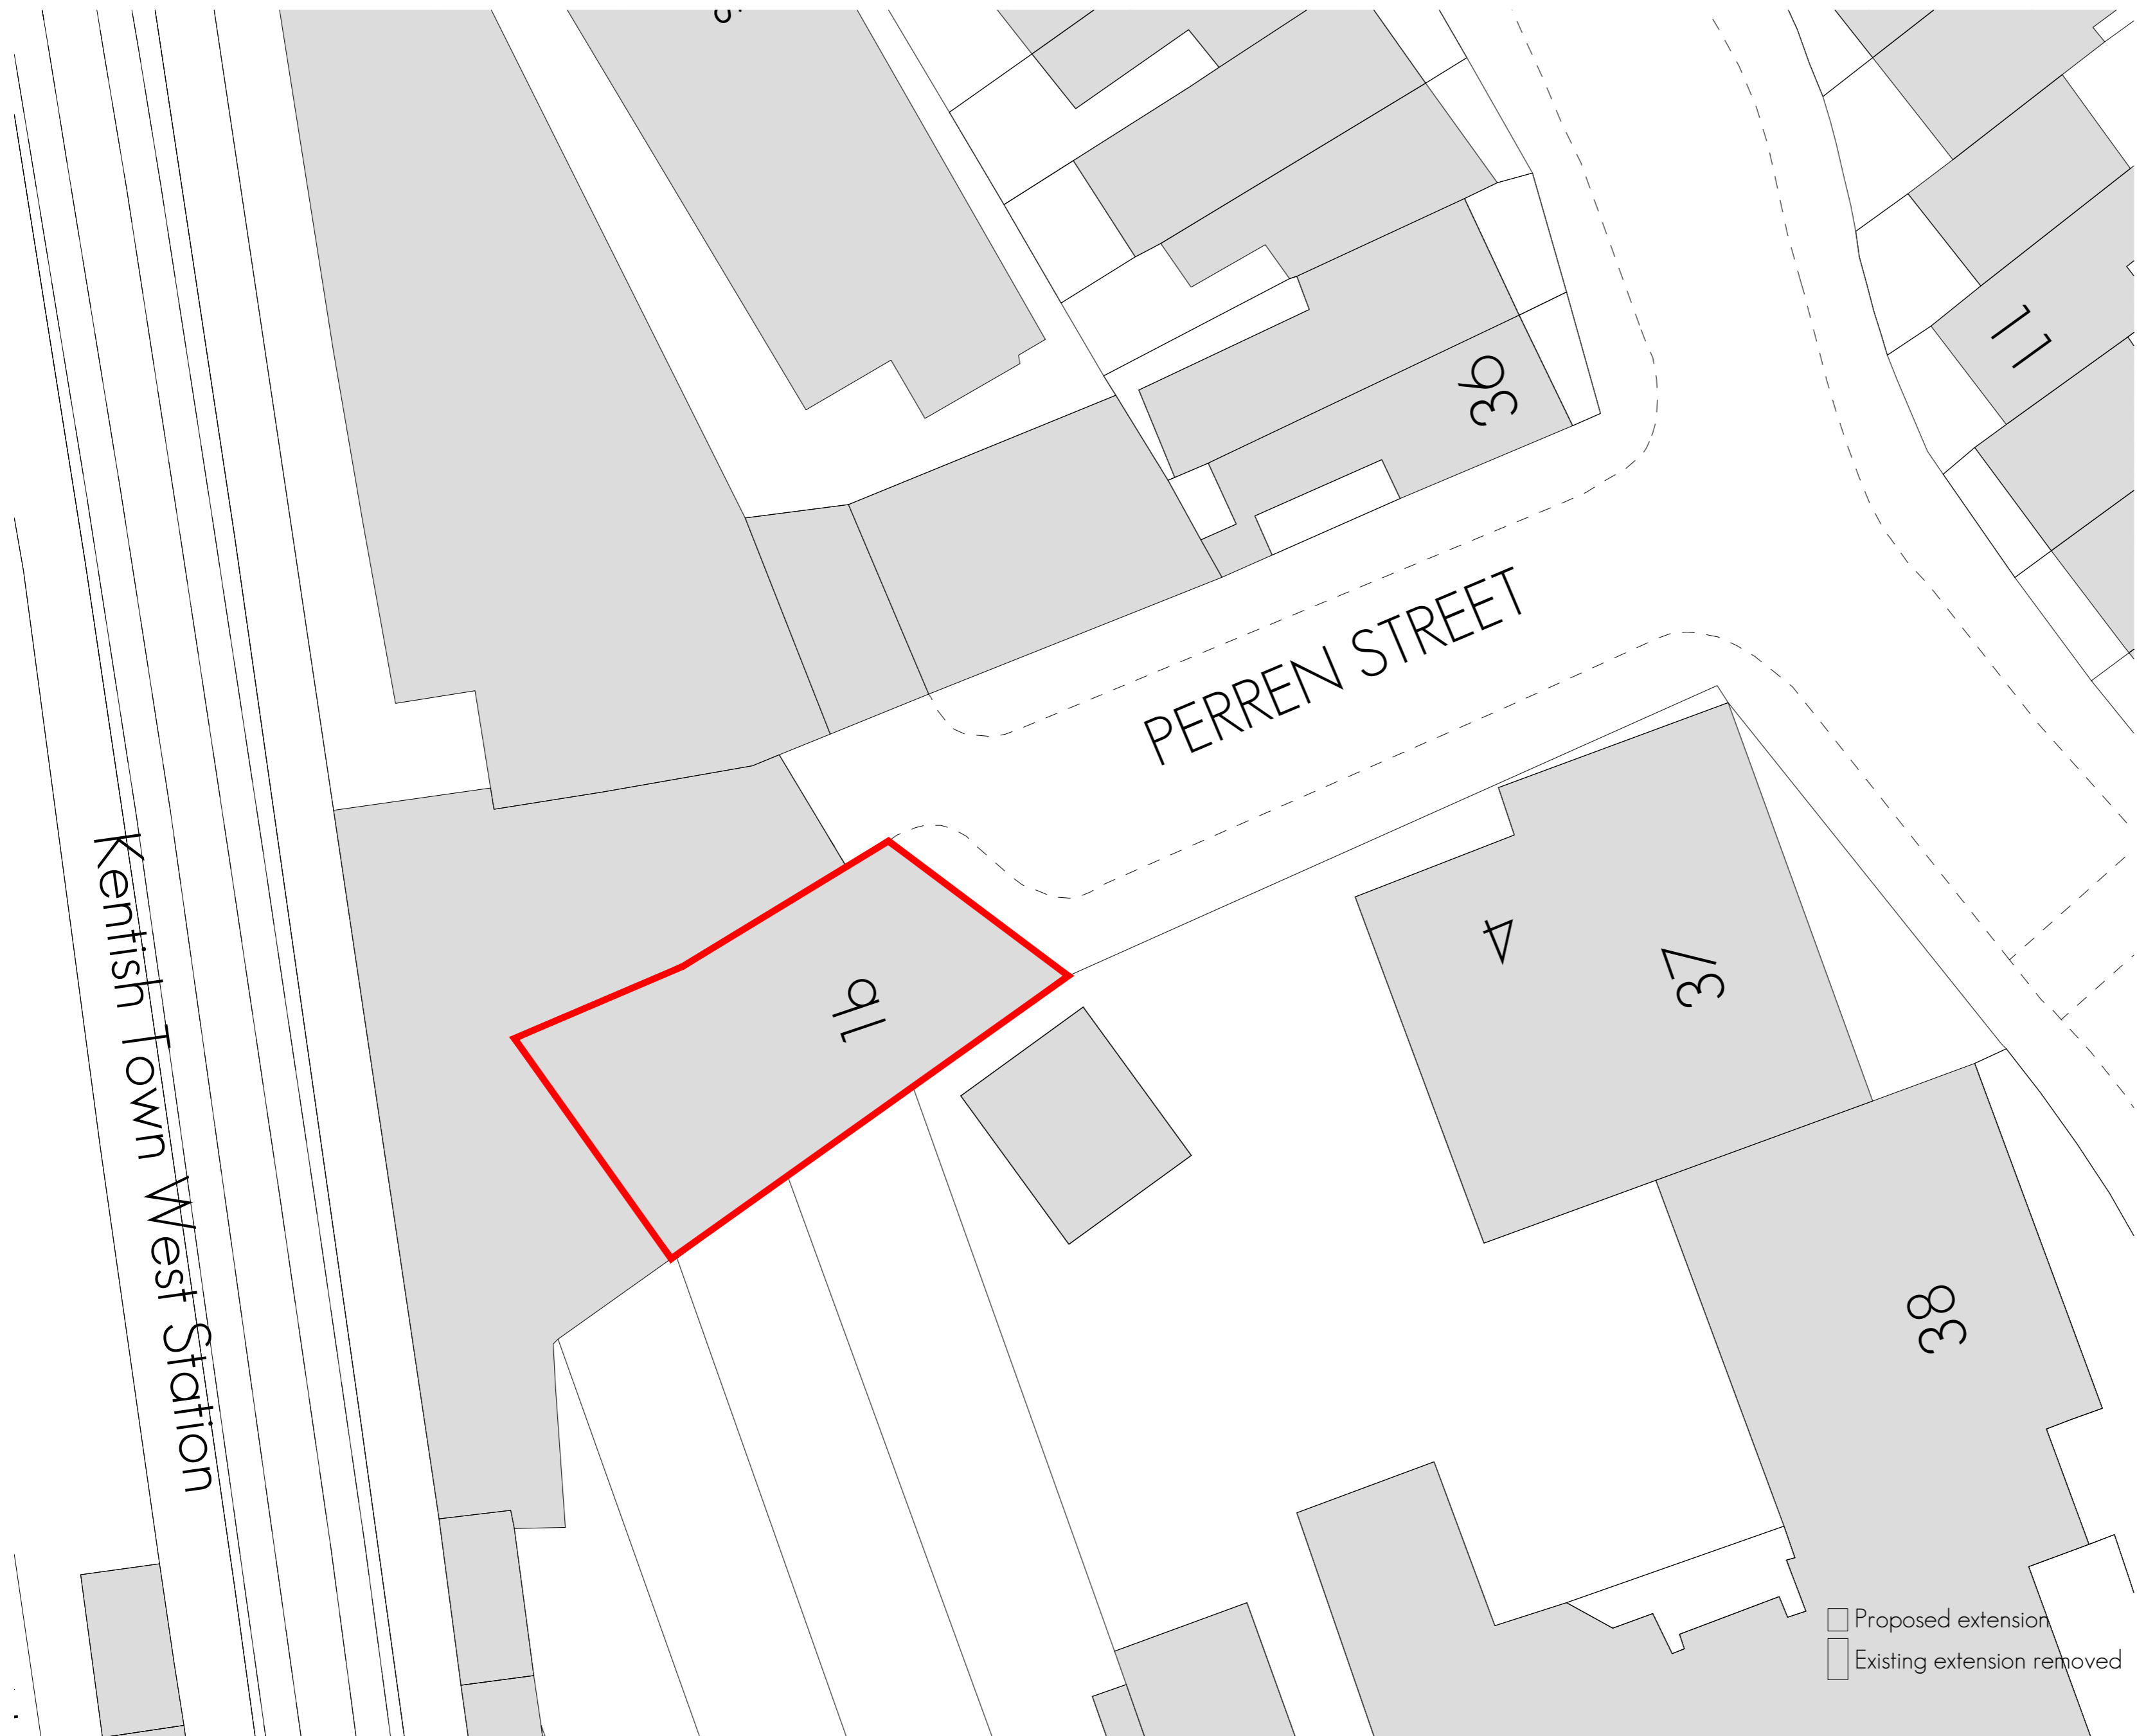 11
36
PERREN STREET
Kentish Town West Station
1b
4
37
38
Proposed extension
Existing extension removed